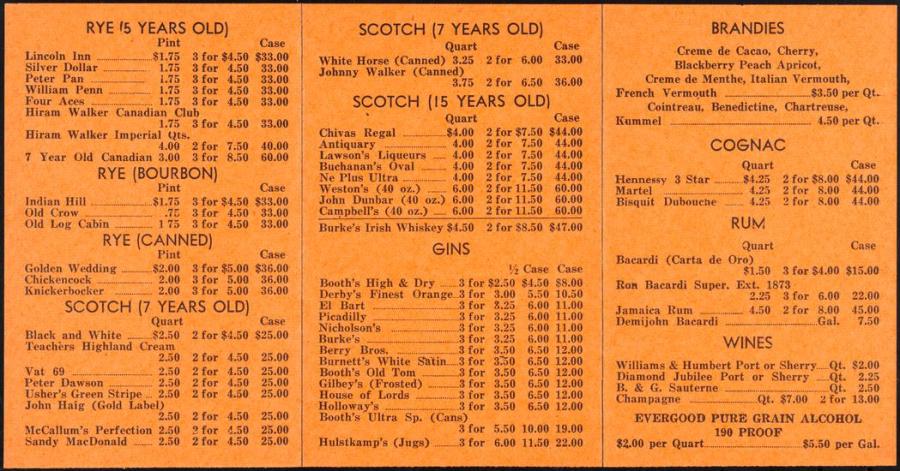 RYE (5 YEARS OLD)
Pint Case
Lincoln Inn $1.75 3 for $4.50 $33.00
Silver Dollar 1.75 3 for 4.50 33.00
Peter Pan 1.75 3 for 4.50 33.00
William Penn 1.75 3 for 4.50 33.00
Four Aces 1.75 3 for 4.50 33.00
Hiram Walker Canadian Club
1.75 3 for 4.50 33.00
Hiram Walker Imperial Qts.
4.00 2 for 7.50 40.00
7 Year Old Canadian 3.00 3 for 8.50 60.00
RYE (BOURBON)
Pint Case
Indian Hill $1.75 3 for $4.50 $33.00
Old Crow .75 3 for 4.50 33.00
Old Log Cabin 1 75 3 for 4.50 33.00
RYE (CANNED)
Pint Case
Golden Wedding $2.00 3 for $5.00 $36.00
Chickencock 2.00 3 for 5.00 36.00
Knickerbocker 2.00 3 for 5.00 36.00
SCOTCH (7 YEARS OLD)
Quart Case
Black and White $2.50 2 for $4.50 $25.00
Teachers Highland Cream
2.50 2 for 4.50 25.00
Vat 69 2.50 2 for 4.50 25.00
Peter Dawson 2.50 2 for 4.50 25.00
Usher's Green Stripe 2.50 2 for 4.50 25.00
John Haig (Gold Label)
2.50 2 for 4.50 25.00
McCallum's Perfection 2.50 2 for 4.50 25.00
Sandy MacDonald 2.50 2 for 4.50 25.00
SCOTCH (7 YEARS OLD)
Quart Case
White Horse (Canned) 3.25 2 for 6.00 33.00
Johnny Walker (Canned)
3.75 2 for 6.50 36.00
SCOTCH (15 YEARS OLD)
Quart Case
Chivas Regal $4.00 2 for $7.50 $44.00
Antiquary 4.00 2 for 7.50 44.00
Lawson's Liqueurs 4.00 2 for 7.50 44.00
Buchanan's Oval 4.00 2 for 7.50 44.00
Ne Plus Ultra 4.00 2 for 7.50 44.00
Weston's (40 oz.) 6.00 2 for 11.50 60.00
John Dunbar (40 oz.) 6.00 2 for 11.50 60.00
Campbell's (40 oz.) 6.00 2 for 11.50 60.00
Burke's Irish Whiskey $4.50 2 for $8.50 $47.00
GINS
½ Case Case
Booth's High & Dry 3 for $2.50 $4.50 $8.00
Derby's Finest Orange 3 for 3.00 5.50 10.50
El Bart 3 for 3.25 6.00 11.00
Picadilly 3 for 3.25 6.00 11.00
Nicholson's 3 for 3.25 6.00 11.00
Burke's 3 for 3.25 6.00 11.00
Berry Bros. 3 for 3.50 6.50 12.00
Burnett's White Satin 3 for 3.50 6.50 12.00
Booth's Old Tom 3 for 3.50 6.50 12.00
Gilbey's (Frosted) 3 for 3.50 6.50 12.00
House of Lords 3 for 3.50 6.50 12.00
Holloway's 3 for 3.50 6.50 12.00
Booth's Ultra Sp. (Cans)
3 for 5.50 10.00 19.00
Hulstkamp's (Jugs) 3 for 6.00 11.50 22.00
BRANDIES
Creme de Cacao, Cherry,
Blackberry Peach Apricot,
Creme de Menthe, Italian Vermouth,
French Vermouth $3.50 per Qt.
Cointreau, Benedictine, Chartreuse,
Kummel 4.50 per Qt.
COGNAC
Quart Case
Hennessy 3 Star $4.25 2 for $8.00 $44.00
Martel 4.25 2 for 8.00 44.00
Bisquit Dubouche 4.25 2 for 8.00 44.00
RUM
Quart Case
Bacardi (Carta de Oro)
$1.50 3 for $4.00 $15.00
Ron Bacardi Super. Ext. 1873
2.25 3 for 6.00 22.00
Jamaica Rum 4.50 2 for 8.00 45.00
Demijohn Bacardi Gal. 7.50
WINES
Williams & Humbert Port or Sherry Qt. $2.00
Diamond Jubilee Port or Sherry Qt. 2.25
B. & G. Sauterne Qt. 2.50
Champagne Qt. $7.00 2 for 13.00
EVERGOOD PURE GRAIN ALCOHOL
190 PROOF
$2.00 per Quart $5.50 per Gal.